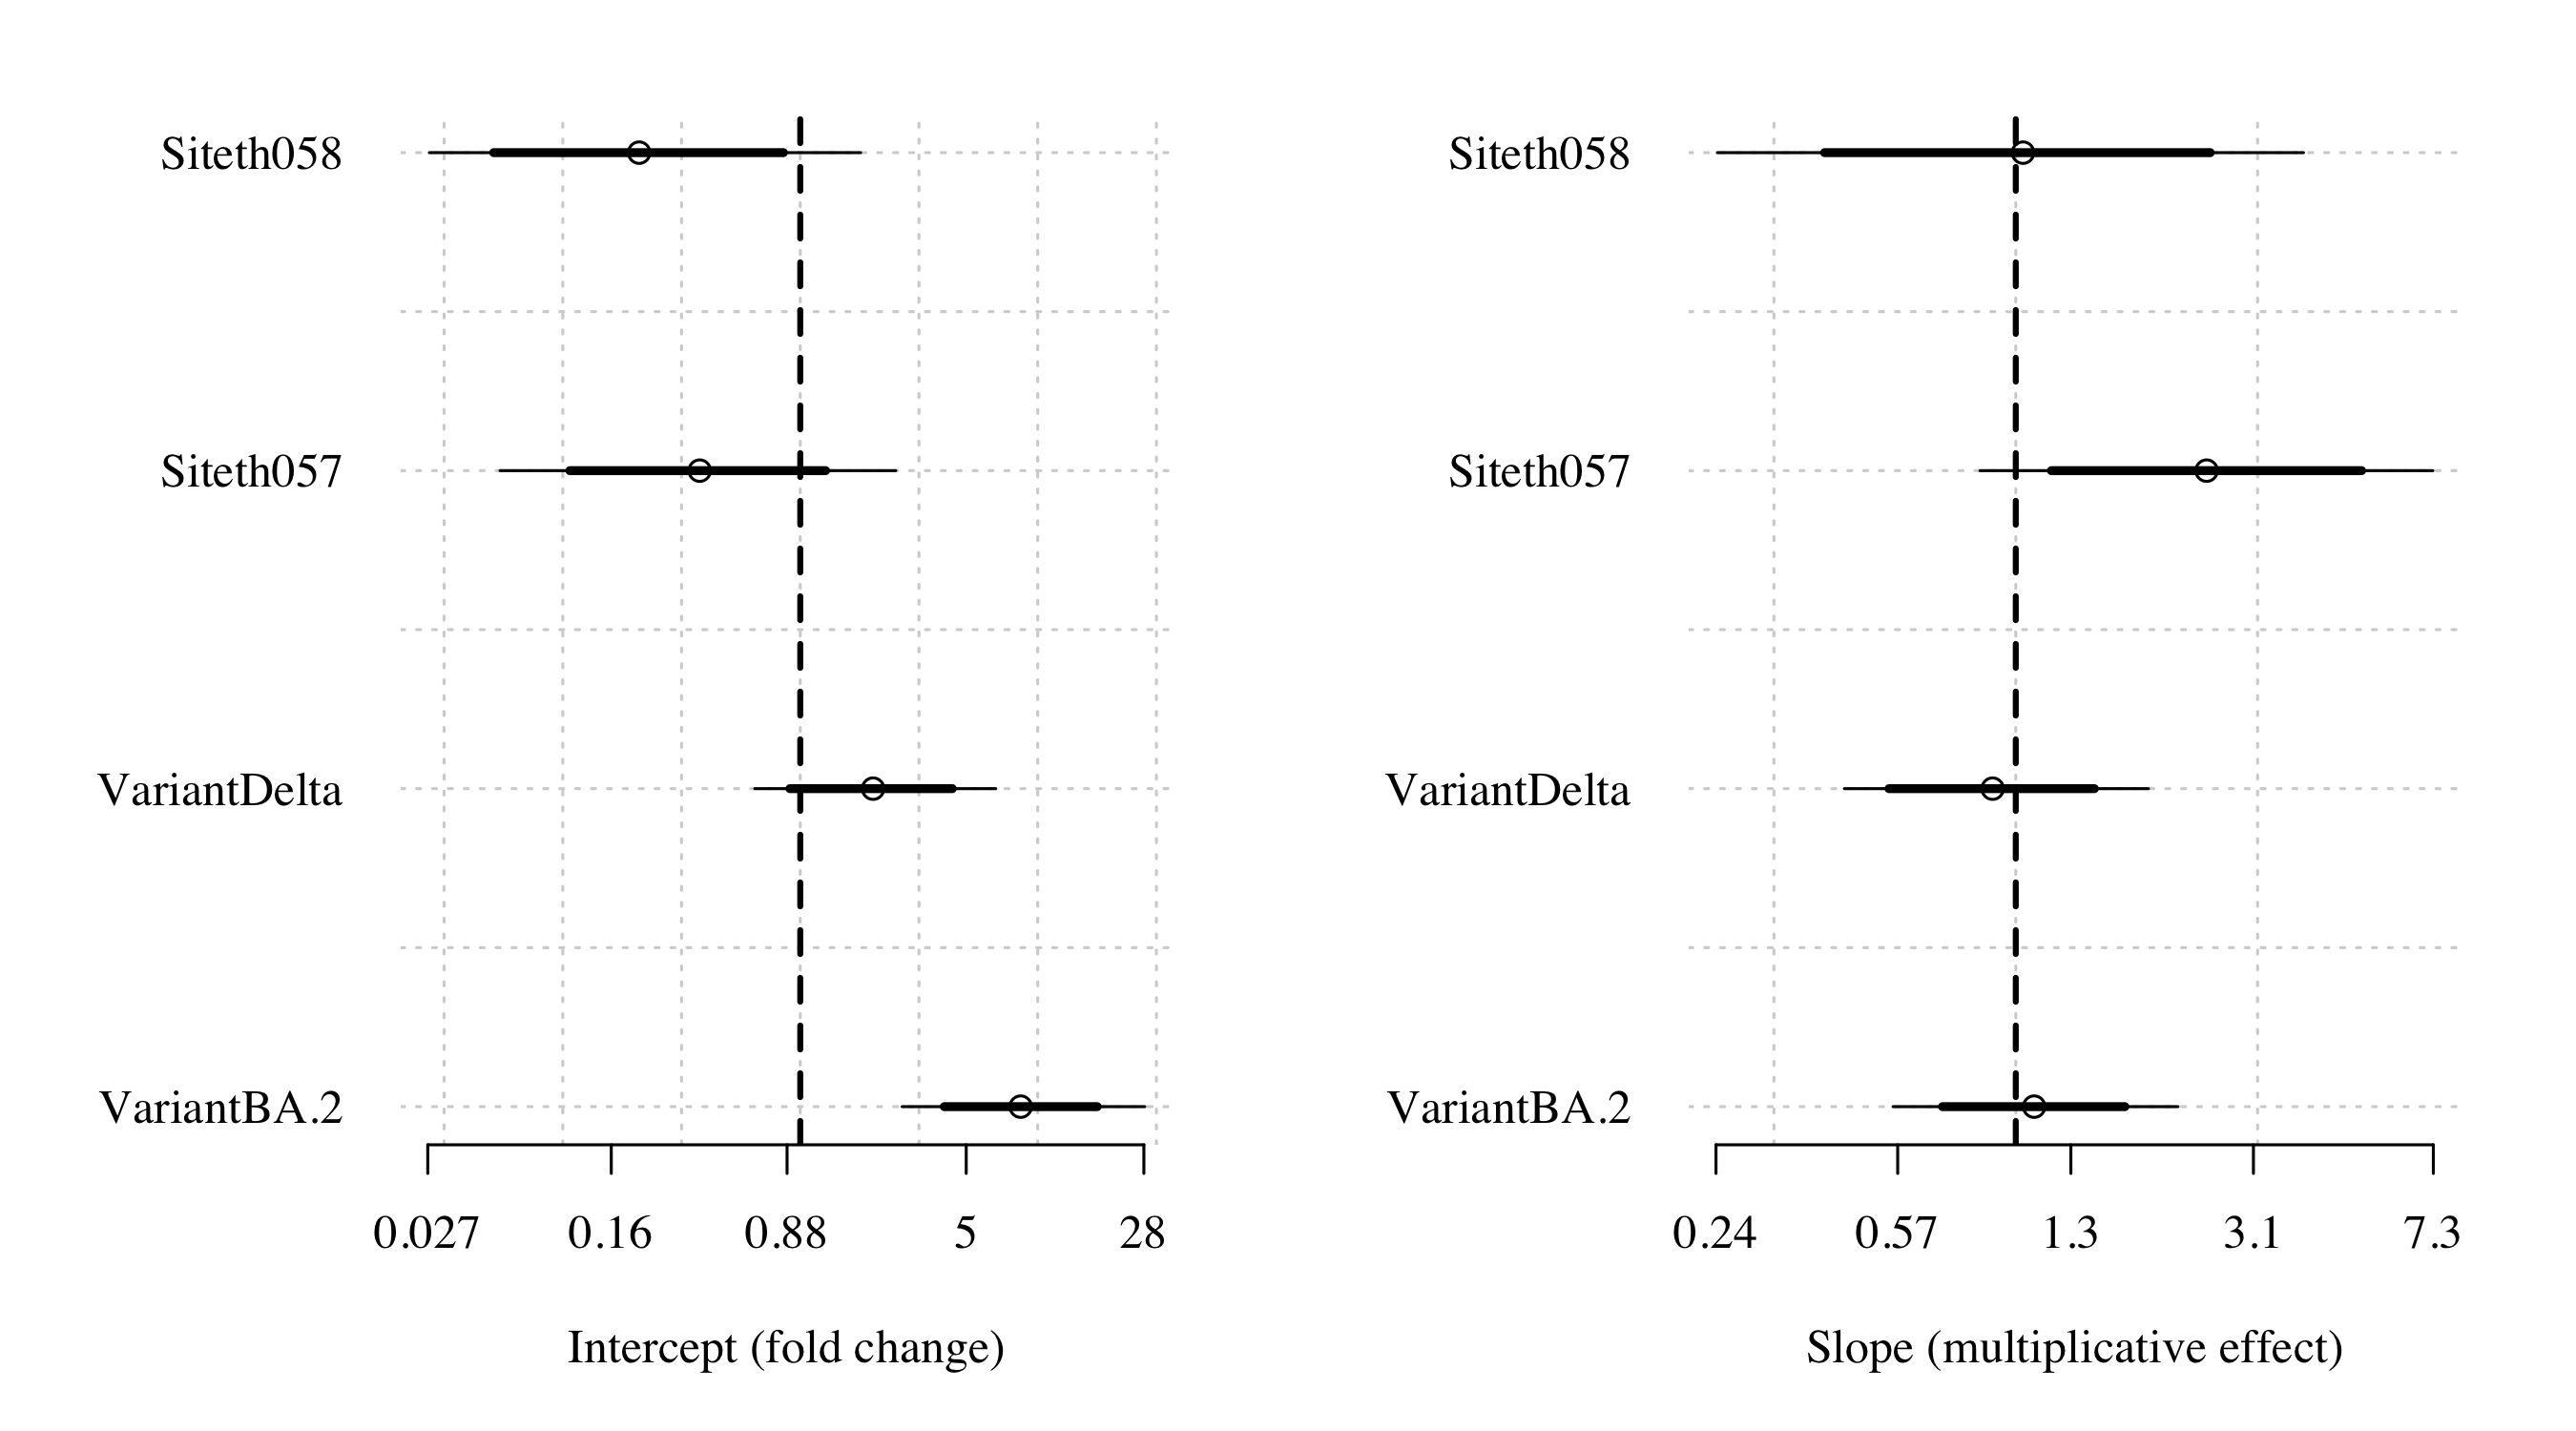 Siteth058
Siteth057
VariantDelta
VariantBA.2
0.027 0.16 0.88 5 28
Intercept (fold change)
Siteth058
Siteth057
VariantDelta
VariantBA.2
0.24 0.57 1.3 3.1 7.3
Slope (multiplicative effect)